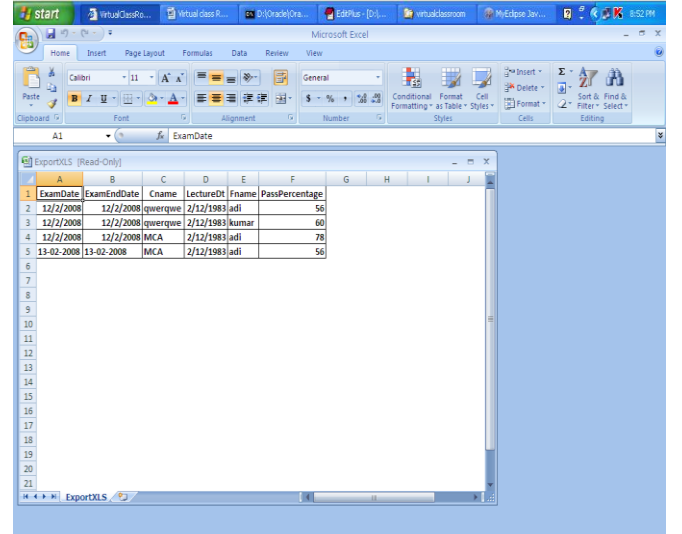 start VirtualClassRo... Virtual class R... D:\Oracle\Ora... EditPlus - [D:\... virtualclassroom MyEclipse Jav... 8:52 PM
Microsoft Excel
Home Insert Page Layout Formulas Data Review View
Paste Calibri 11 A A General Conditional Formatting Format as Table Cell Styles Insert Delete Format Sort & Filter Find & Select
B I U A $ % ,
Clipboard Font Alignment Number Styles Cells Editing
A1 fx ExamDate
ExportXLS [Read-Only]
A B C D E F G H I J
1 ExamDate ExamEndDate Cname LectureDt Fname PassPercentage
2 12/2/2008 12/2/2008 qwerqwe 2/12/1983 adi 56
3 12/2/2008 12/2/2008 qwerqwe 2/12/1983 kumar 60
4 12/2/2008 12/2/2008 MCA 2/12/1983 adi 78
5 13-02-2008 13-02-2008 MCA 2/12/1983 adi 56
6
7
8
9
10
11
12
13
14
15
16
17
18
19
20
21
ExportXLS